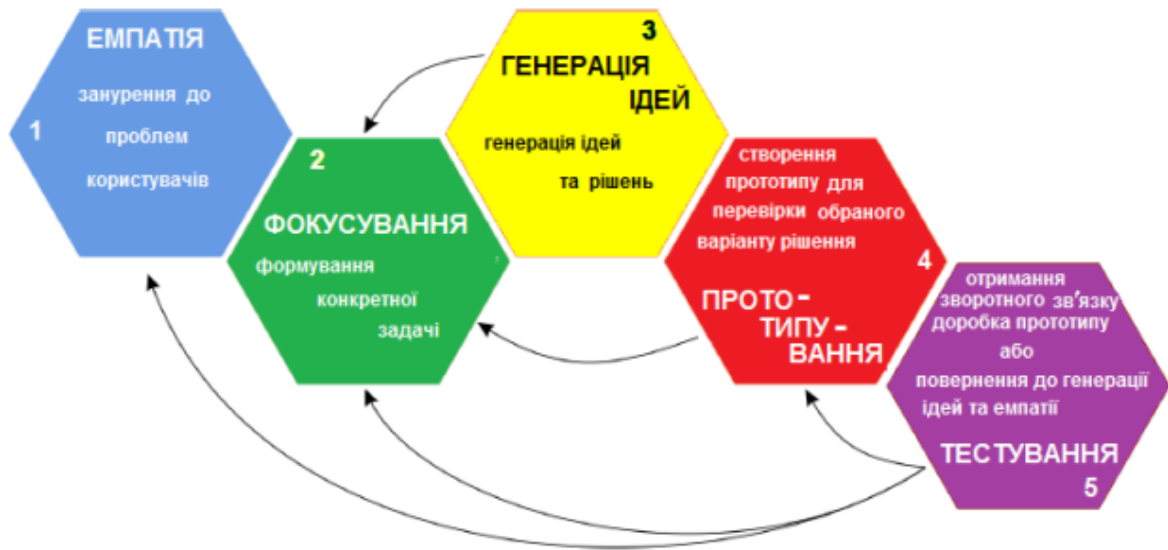 ЕМПАТІЯ
занурення до
1
проблем
користувачів
2
ФОКУСУВАННЯ
формування
конкретної
задачі
3
ГЕНЕРАЦІЯ
ІДЕЙ
генерація ідей
та рішень
створення
прототипу для
перевірки обраного
варіанту рішення
4
ПРОТО-
ТИПУ-
ВАННЯ
отримання
зворотного зв'язку
доробка прототипу
або
повернення до генерації
ідей та емпатії
ТЕСТУВАННЯ
5